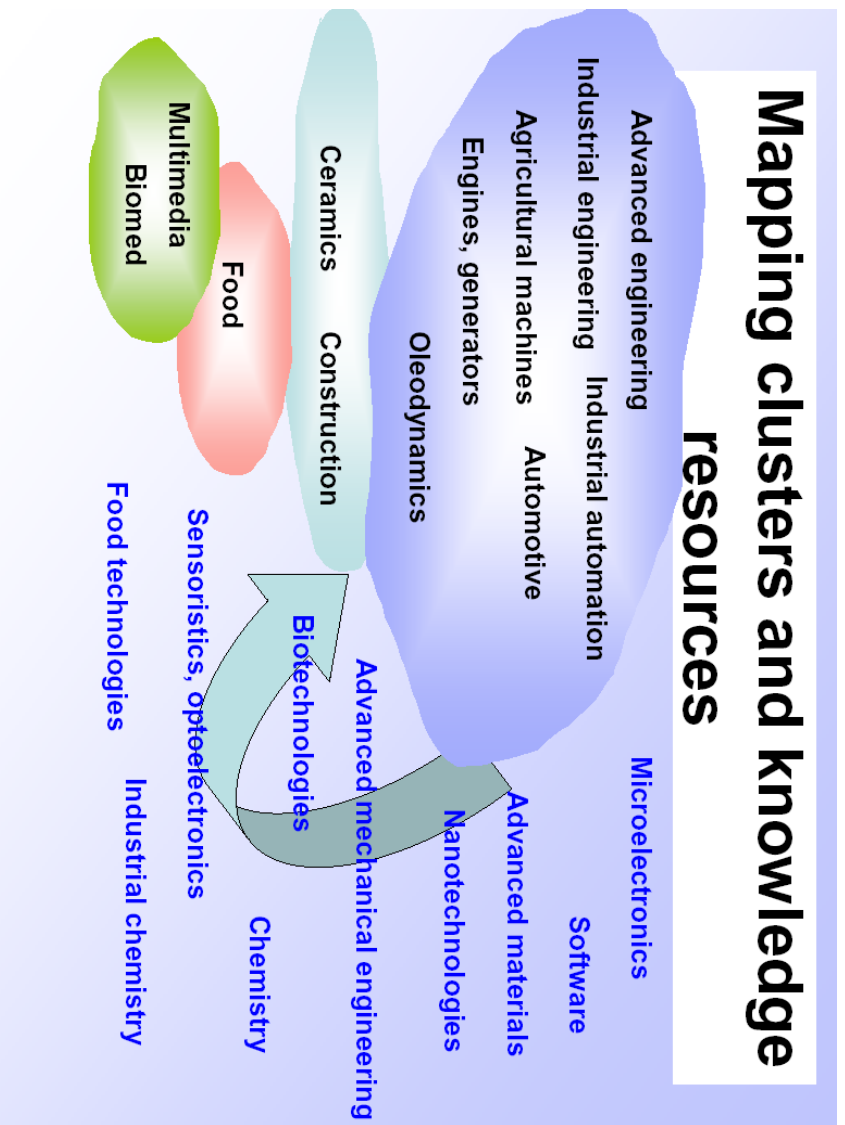 Mapping clusters and knowledge
resources
Advanced engineering
Industrial engineering
Industrial automation
Agricultural machines
Automotive
Engines, generators
Oleodynamics
Ceramics
Construction
Food
Multimedia
Biomed
Microelectronics
Software
Advanced materials
Nanotechnologies
Advanced mechanical engineering
Biotechnologies
Chemistry
Sensoristics, optoelectronics
Industrial chemistry
Food technologies